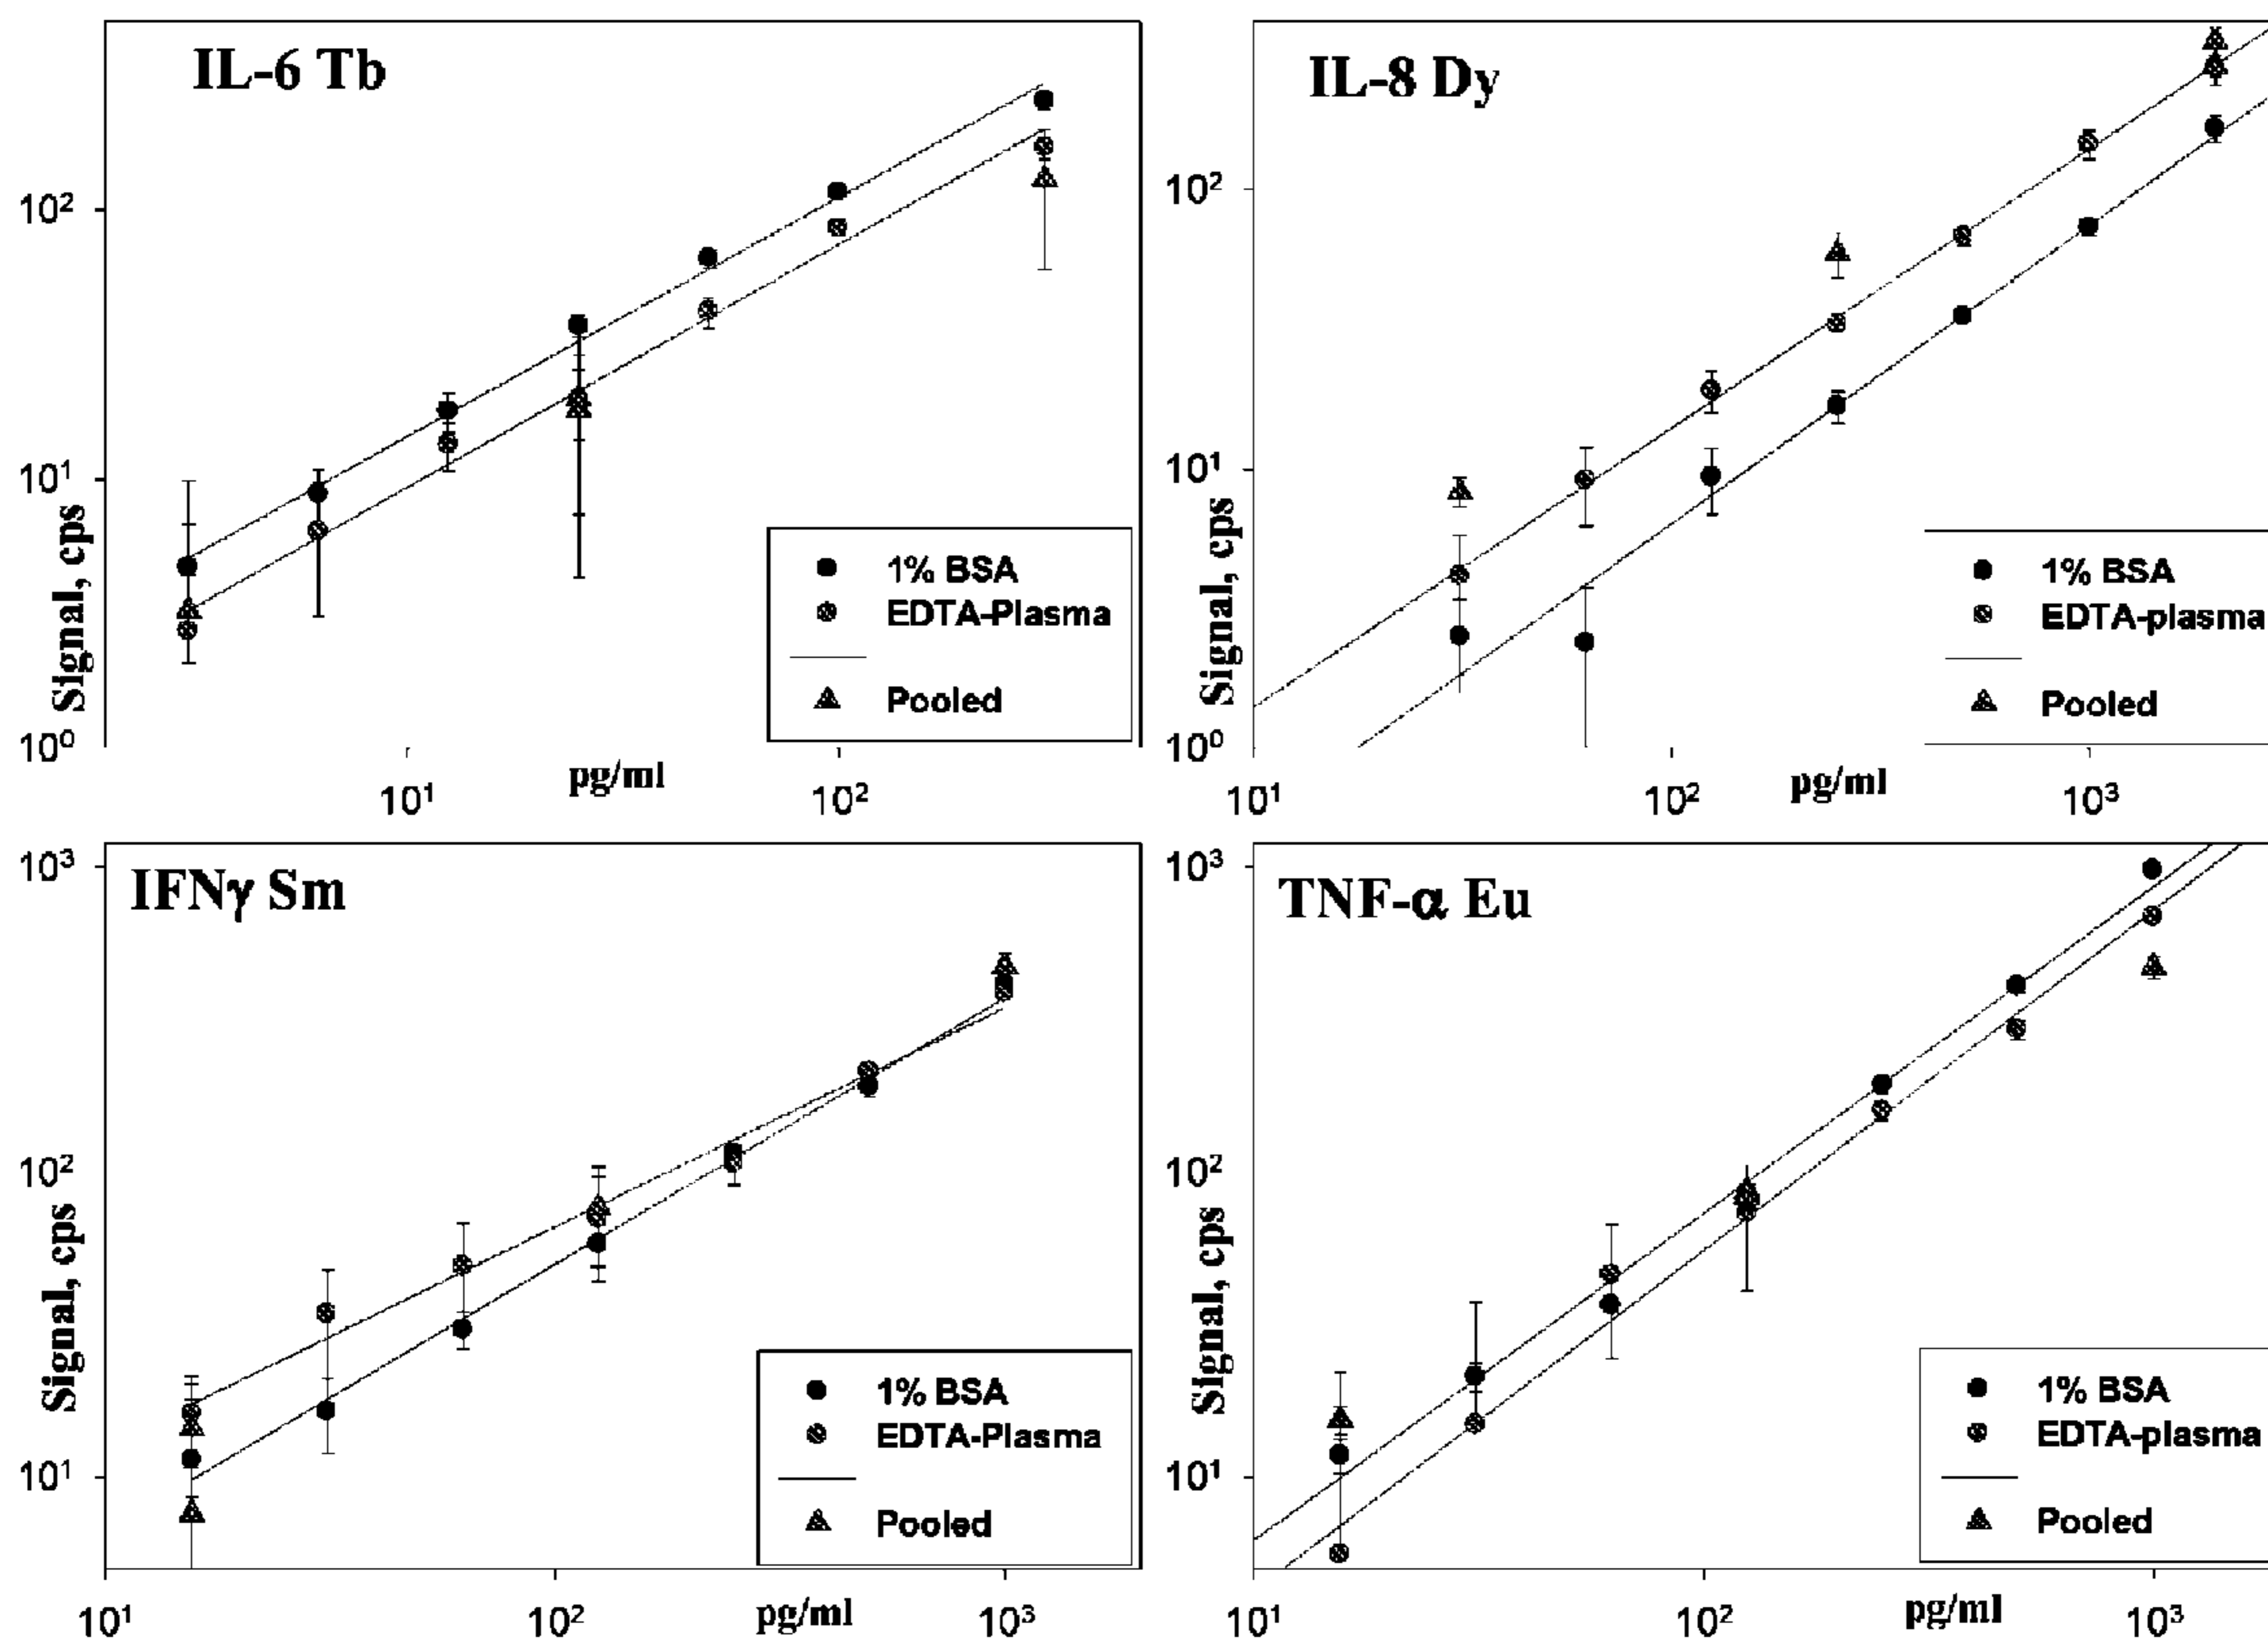 IL-6 Tb
10²
10¹
10⁰
Signal, cps
1% BSA
EDTA-Plasma
Pooled
10¹
pg/ml
10²
IL-8 Dy
10²
10¹
10⁰
Signal, cps
1% BSA
EDTA-plasma
Pooled
10¹
10²
pg/ml
10³
IFNγ Sm
10³
10²
10¹
Signal, cps
1% BSA
EDTA-Plasma
Pooled
10¹
10²
pg/ml
10³
TNF-α Eu
10³
10²
10¹
Signal, cps
1% BSA
EDTA-plasma
Pooled
10¹
10²
pg/ml
10³